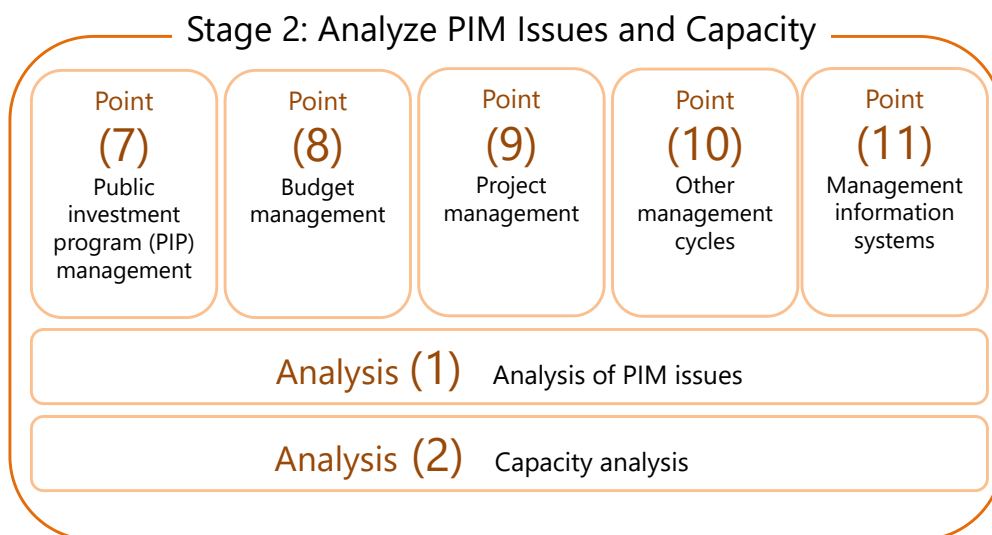 Stage 2: Analyze PIM Issues and Capacity
Point
(7)
Public
investment
program (PIP)
management
Point
(8)
Budget
management
Point
(9)
Project
management
Point
(10)
Other
management
cycles
Point
(11)
Management
information
systems
Analysis (1) Analysis of PIM issues
Analysis (2) Capacity analysis